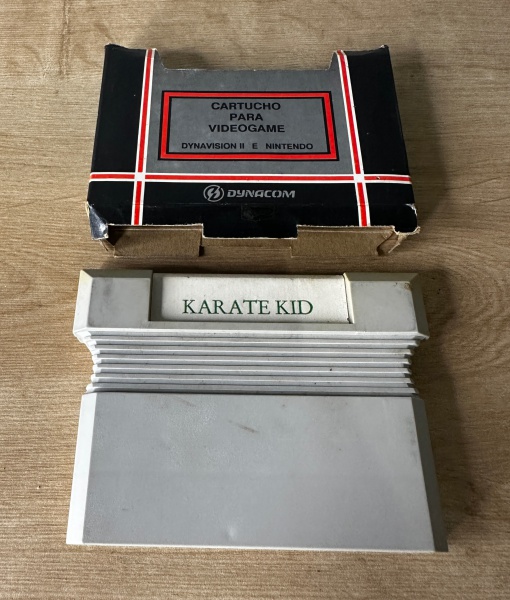 CARTUCHO
PARA
VIDEOGAME
DYNAVISION II E NINTENDO
DYNACOM
KARATE KID